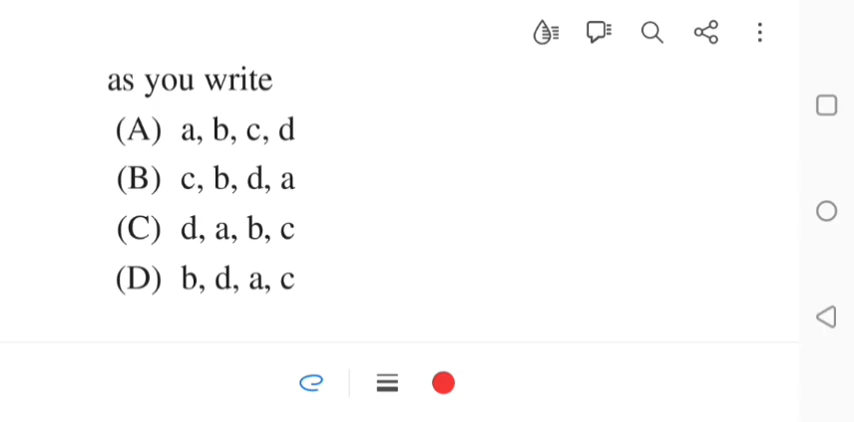 as you write
(A) a, b, c, d
(B) c, b, d, a
(C) d, a, b, c
(D) b, d, a, c